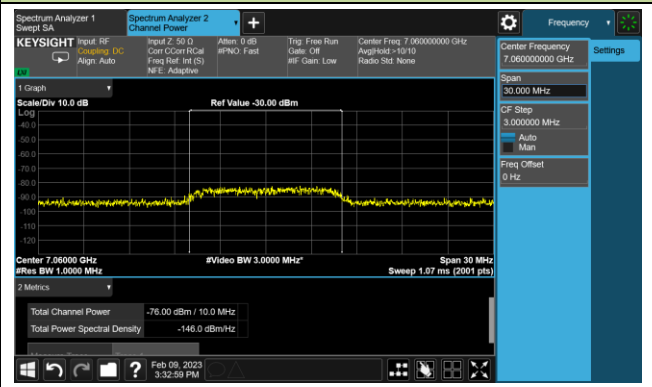 Spectrum Analyzer 1
Swept SA
Spectrum Analyzer 2
Channel Power
+
Frequency
KEYSIGHT
Input: RF
Coupling: DC
Align: Auto
Input Z: 50 Ω
Corr CCorr RCal
Freq Ref: Int (S)
NFE: Adaptive
Atten: 0 dB
#PNO: Fast
Trig: Free Run
Gate: Off
#IF Gain: Low
Center Freq: 7.060000000 GHz
Avg|Hold:>10/10
Radio Std: None
Center Frequency
7.060000000 GHz
Settings
Span
30.000 MHz
CF Step
3.000000 MHz
Auto
Man
Freq Offset
0 Hz
1 Graph
Scale/Div 10.0 dB
Ref Value -30.00 dBm
Log
-40.0
-50.0
-60.0
-70.0
-80.0
-90.0
-100
-110
-120
Center 7.06000 GHz
#Video BW 3.0000 MHz*
Span 30 MHz
#Res BW 1.0000 MHz
Sweep 1.07 ms (2001 pts)
2 Metrics
Total Channel Power
-76.00 dBm / 10.0 MHz
Total Power Spectral Density
-146.0 dBm/Hz
?
Feb 09, 2023
3:32:59 PM